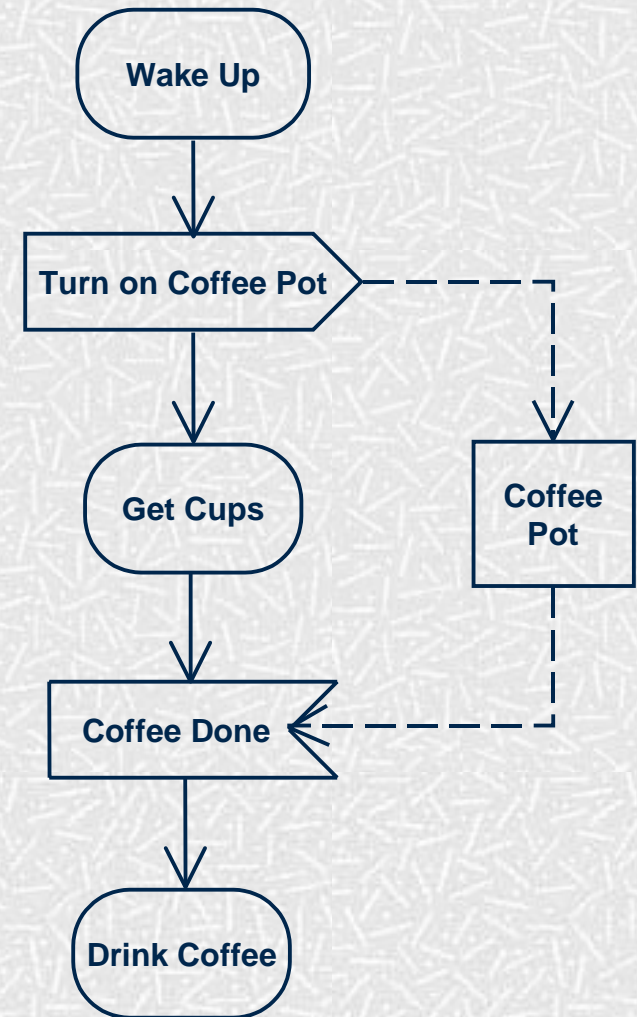 Wake Up
Turn on Coffee Pot
Get Cups
Coffee
Pot
Coffee Done
Drink Coffee